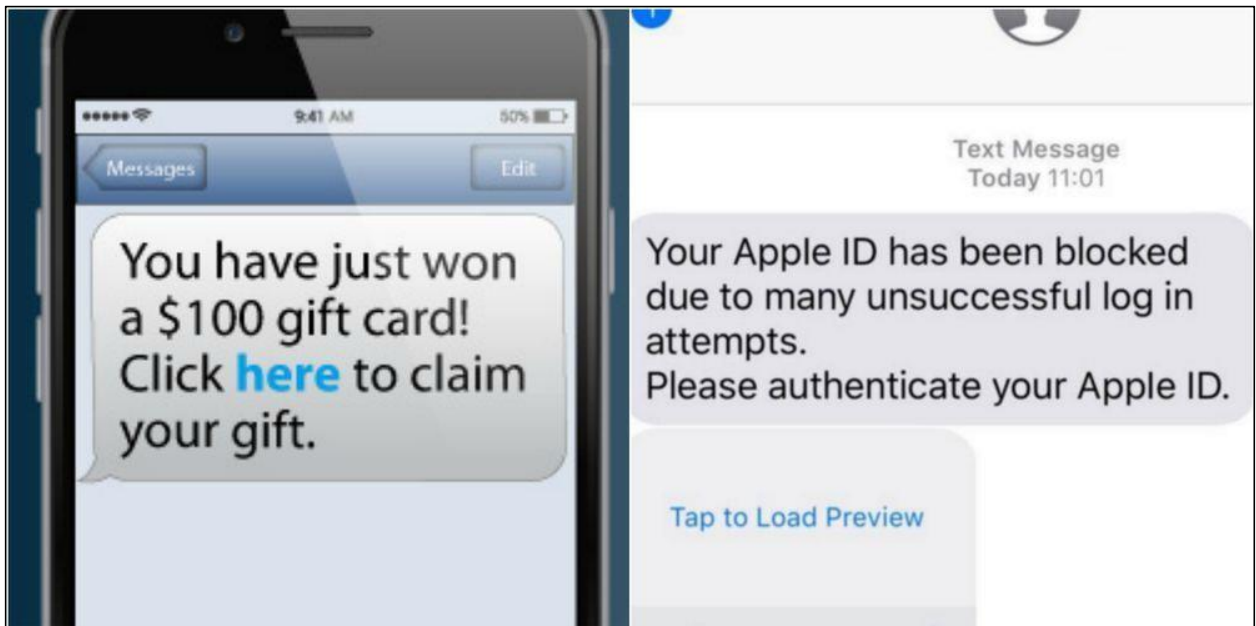 9:41 AM
50%
Messages
Edit
You have just won
a $100 gift card!
Click here to claim
your gift.
Text Message
Today 11:01
Your Apple ID has been blocked
due to many unsuccessful log in
attempts.
Please authenticate your Apple ID.
Tap to Load Preview